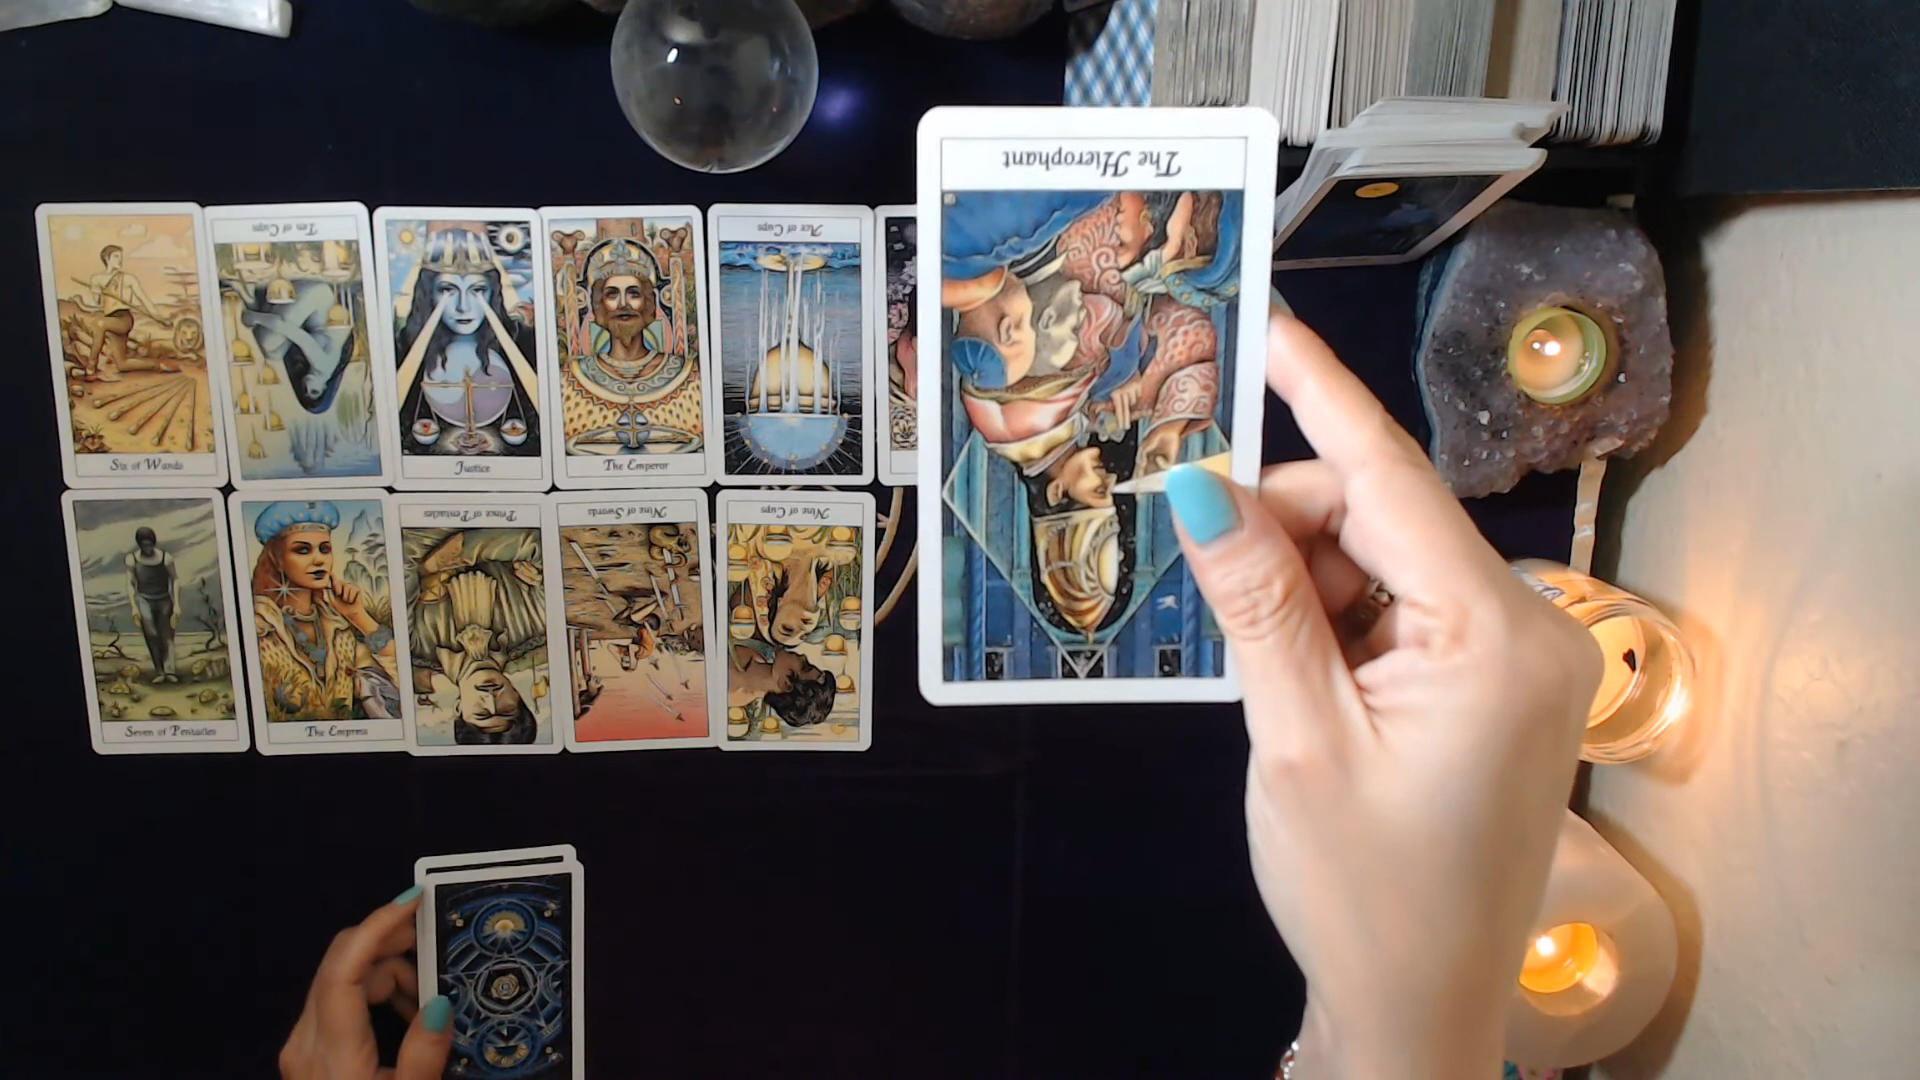 The Hierophant
Ten of Cups
Ace of Cups
Six of Wands
Justice
The Emperor
Prince of Pentacles
Nine of Swords
Nine of Cups
Seven of Pentacles
The Empress